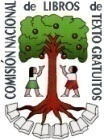 COMISIÓN NACIONAL de LIBROS de TEXTO GRATUITOS